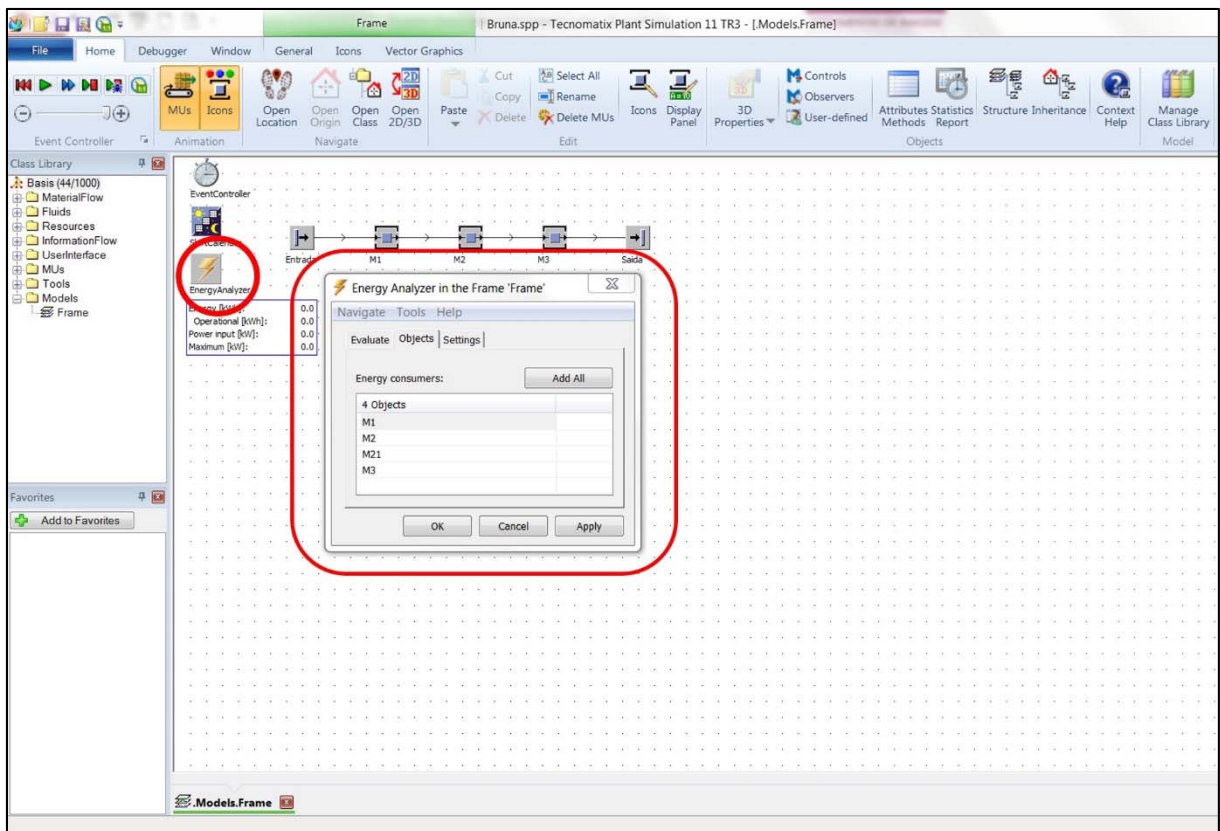 Frame
Bruna.spp - Tecnomatix Plant Simulation 11 TR3 - [.Models.Frame]
File Home Debugger Window General Icons Vector Graphics
MUs Icons Open Location Open Origin Open Class Open 2D/3D Paste Cut Copy Delete Select All Rename Delete MUs Icons Display Panel 3D Properties Controls Observers User-defined Attributes Methods Statistics Report Structure Inheritance Context Help Manage Class Library
Event Controller Animation Navigate Edit Objects Model
Class Library
Basis (44/1000)
MaterialFlow
Fluids
Resources
InformationFlow
UserInterface
MUs
Tools
Models
Frame
Favorites
Add to Favorites
EventController
Entrada M1 M2 M3 Saida
EnergyAnalyzer
Energy [kWh]: 0.0
Operational [kWh]: 0.0
Power input [kW]: 0.0
Maximum [kW]: 0.0
Energy Analyzer in the Frame 'Frame'
Navigate Tools Help
Evaluate Objects Settings
Energy consumers: Add All
4 Objects
M1
M2
M21
M3
OK Cancel Apply
.Models.Frame